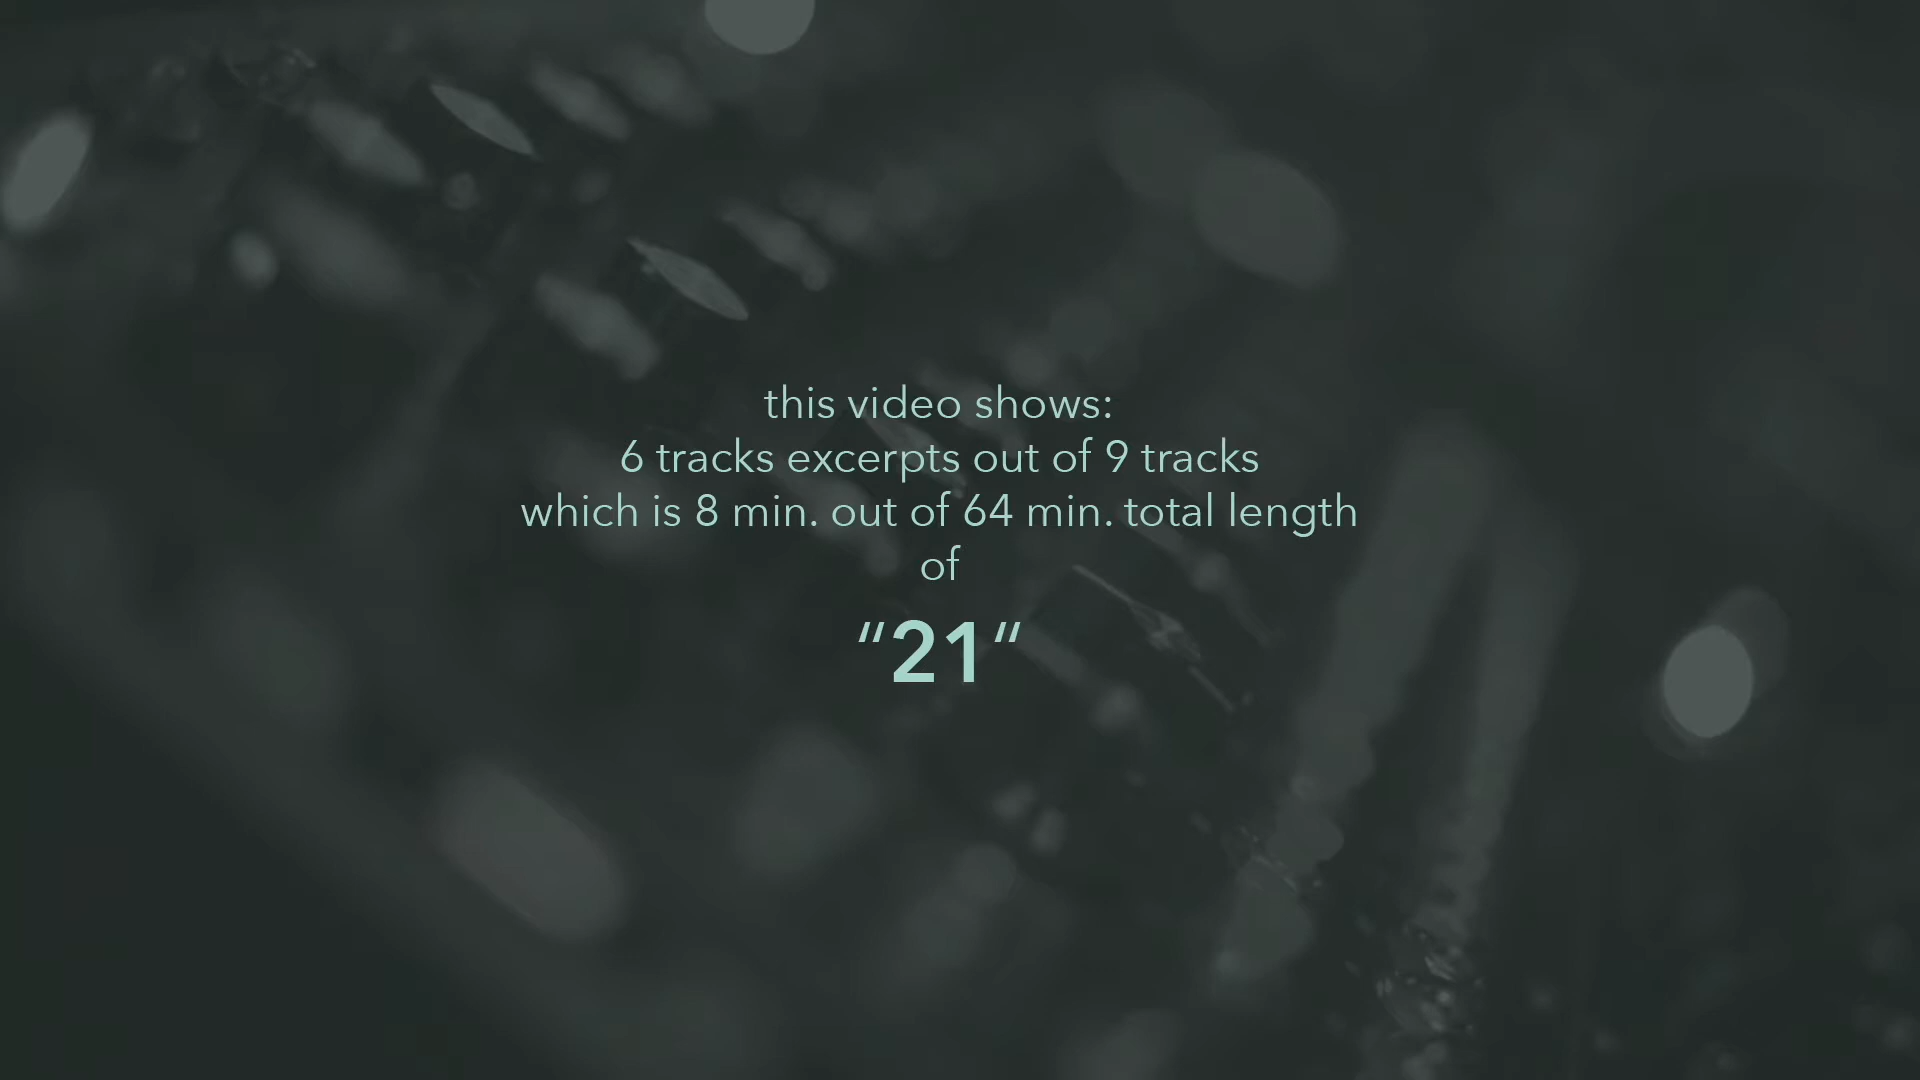 this video shows:
6 tracks excerpts out of 9 tracks
which is 8 min. out of 64 min. total length
of
“21“